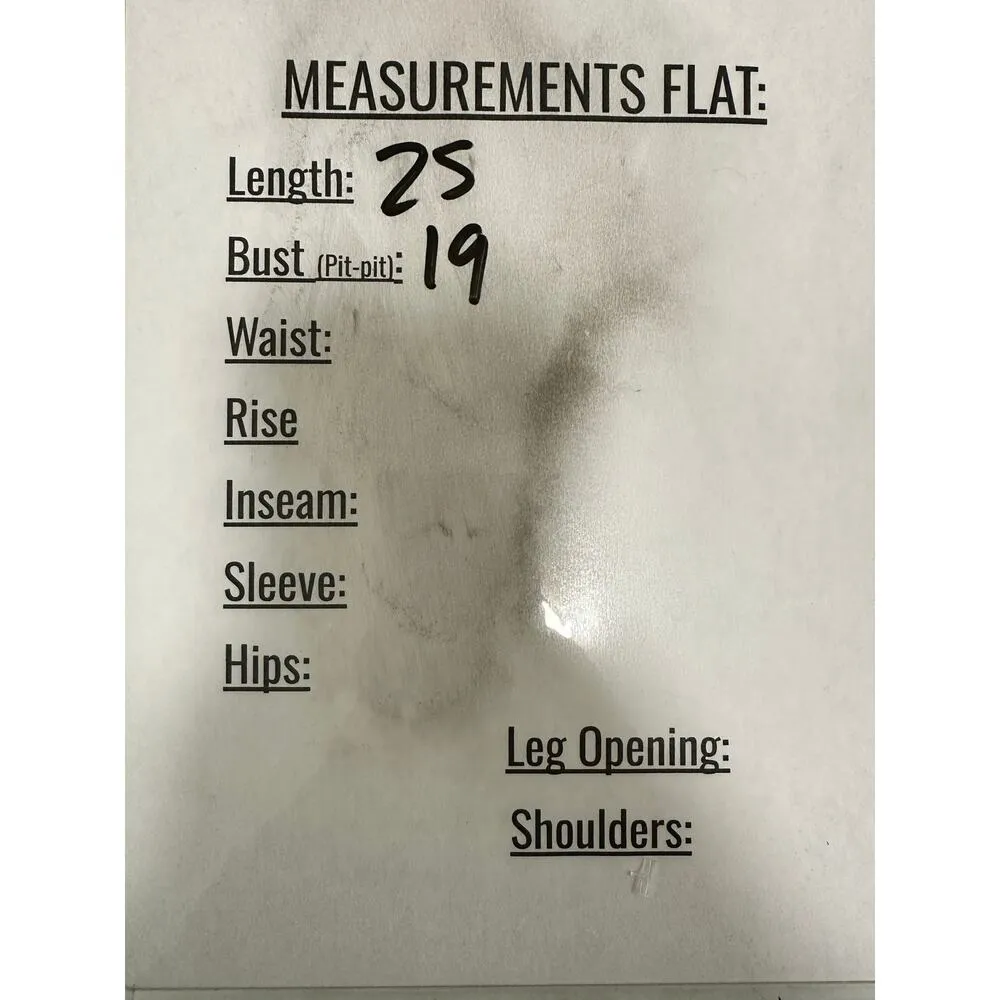 MEASUREMENTS FLAT:
Length: 25
Bust (Pit-pit): 19
Waist:
Rise
Inseam:
Sleeve:
Hips:
Leg Opening:
Shoulders: